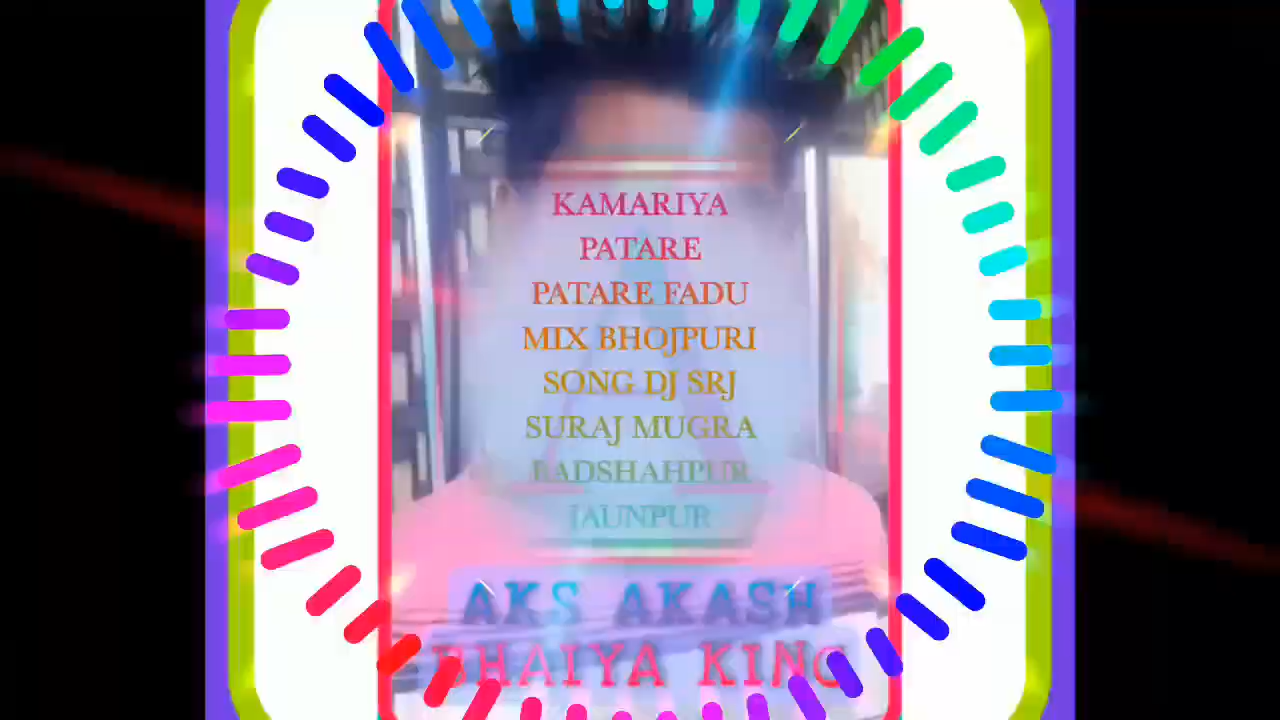 KAMARIYA
PATARE
PATARE FADU
MIX BHOJPURI
SONG DJ SRJ
SURAJ MUGRA
BADSHAHPUR
JAUNPUR
AKS AKASH
BHAIYA KING